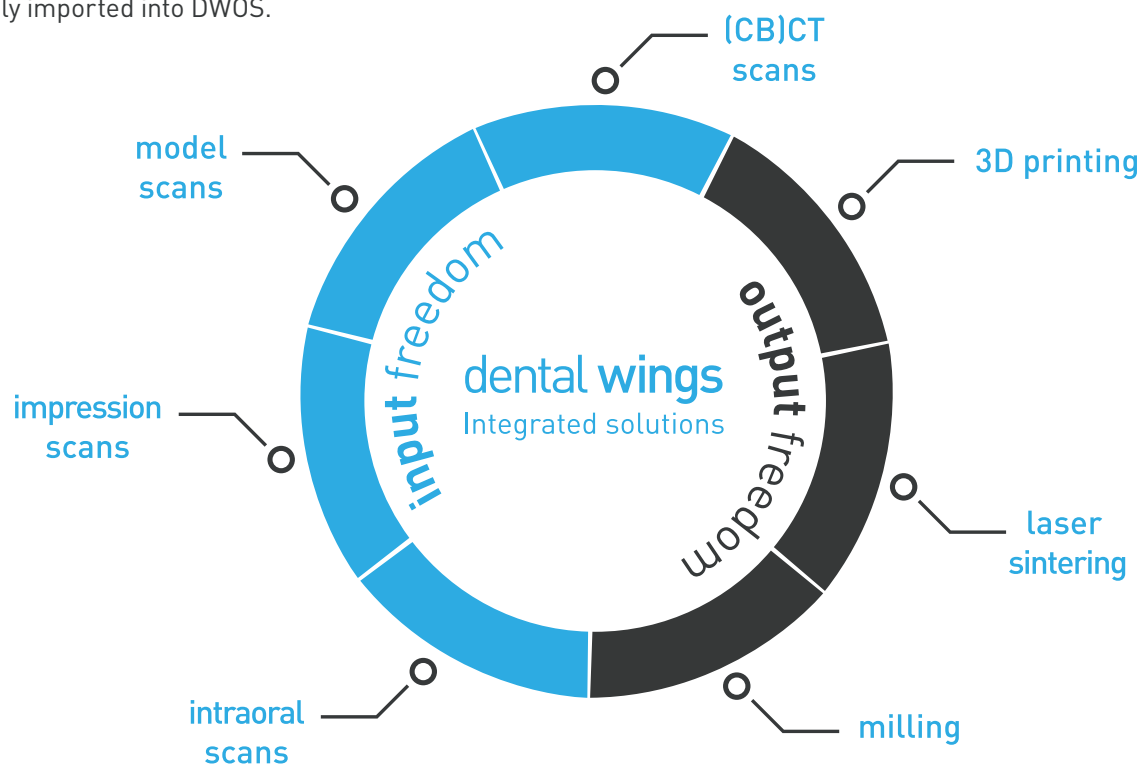 ly imported into DWOS.
(CB)CT
scans
model
scans
3D printing
input freedom
output freedom
dental wings
Integrated solutions
impression
scans
laser
sintering
intraoral
scans
milling